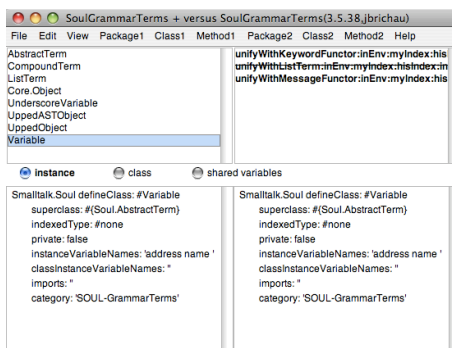 SoulGrammarTerms + versus SoulGrammarTerms(3.5.38,jbrichau)
File Edit View Package1 Class1 Method1 Package2 Class2 Method2 Help
AbstractTerm
CompoundTerm
ListTerm
Core.Object
UnderscoreVariable
UppedASTObject
UppedObject
Variable
unifyWithKeywordFunctor:inEnv:myIndex:his
unifyWithListTerm:inEnv:myIndex:hisIndex:in
unifyWithMessageFunctor:inEnv:myIndex:his
instance class shared variables
Smalltalk.Soul defineClass: #Variable
superclass: #{Soul.AbstractTerm}
indexedType: #none
private: false
instanceVariableNames: 'address name '
classInstanceVariableNames: ''
imports: ''
category: 'SOUL-GrammarTerms'
Smalltalk.Soul defineClass: #Variable
superclass: #{Soul.AbstractTerm}
indexedType: #none
private: false
instanceVariableNames: 'address name '
classInstanceVariableNames: ''
imports: ''
category: 'SOUL-GrammarTerms'